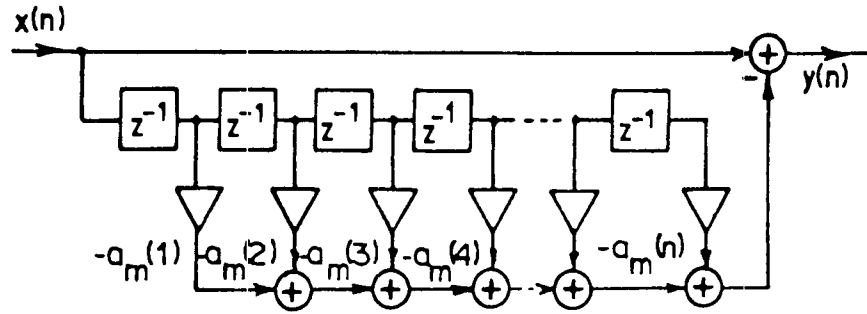 x(n)
+
-
y(n)
z⁻¹ z⁻¹ z⁻¹ z⁻¹ z⁻¹
-a_m(1) -a_m(2) -a_m(3) -a_m(4) -a_m(n)
+ + + + +